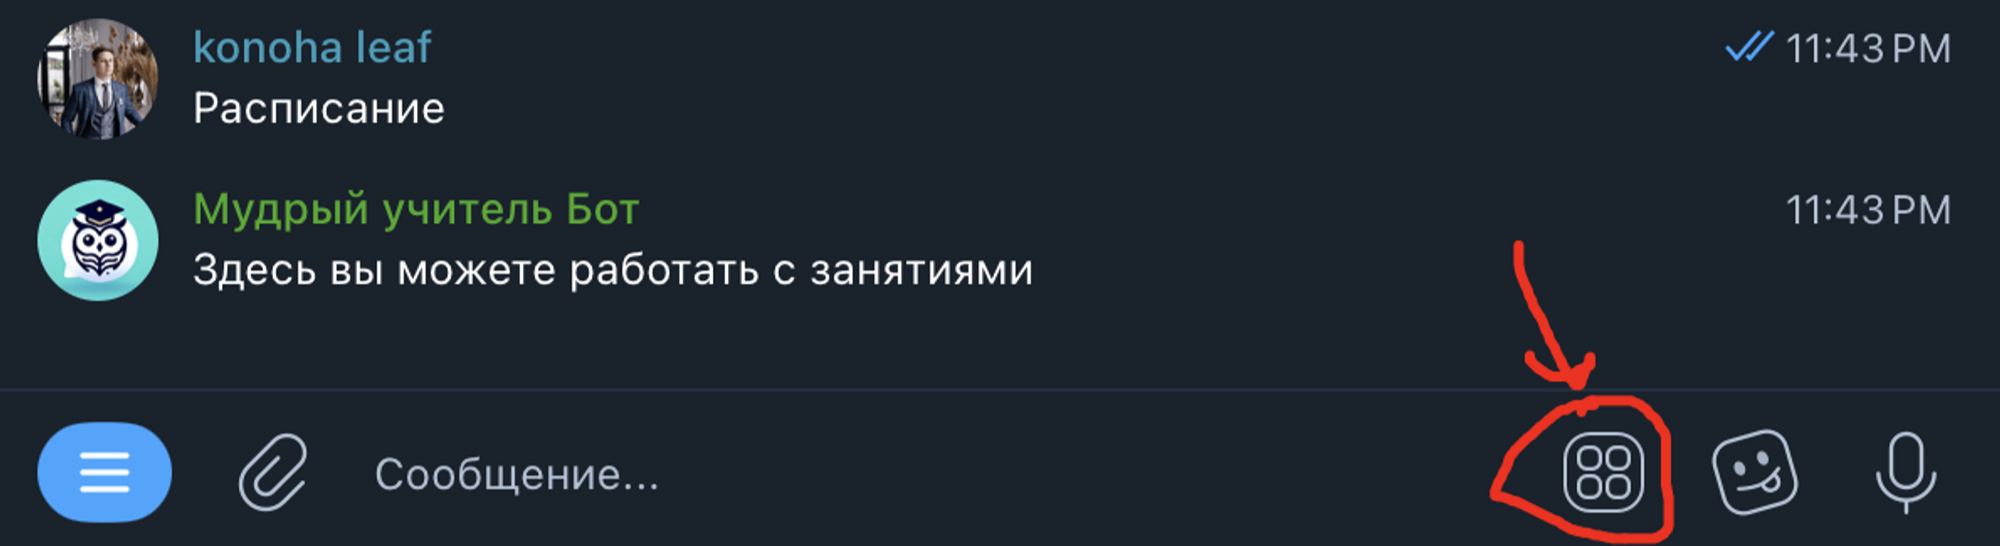 konoha leaf
11:43 PM
Расписание
Мудрый учитель Бот
11:43 PM
Здесь вы можете работать с занятиями
Сообщение...